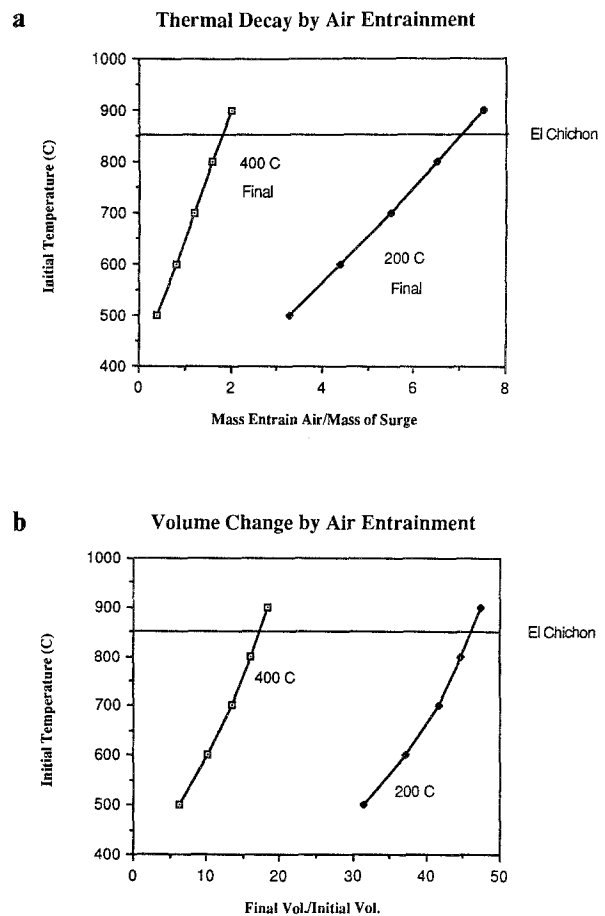 a
Thermal Decay by Air Entrainment
1000
900
800
700
600
500
400
Initial Temperature (C)
El Chichon
400 C
Final
200 C
Final
0
2
4
6
8
Mass Entrain Air/Mass of Surge
b
Volume Change by Air Entrainment
1000
900
800
700
600
500
400
Initial Temperature (C)
El Chichon
400 C
200 C
0
10
20
30
40
50
Final Vol./Initial Vol.